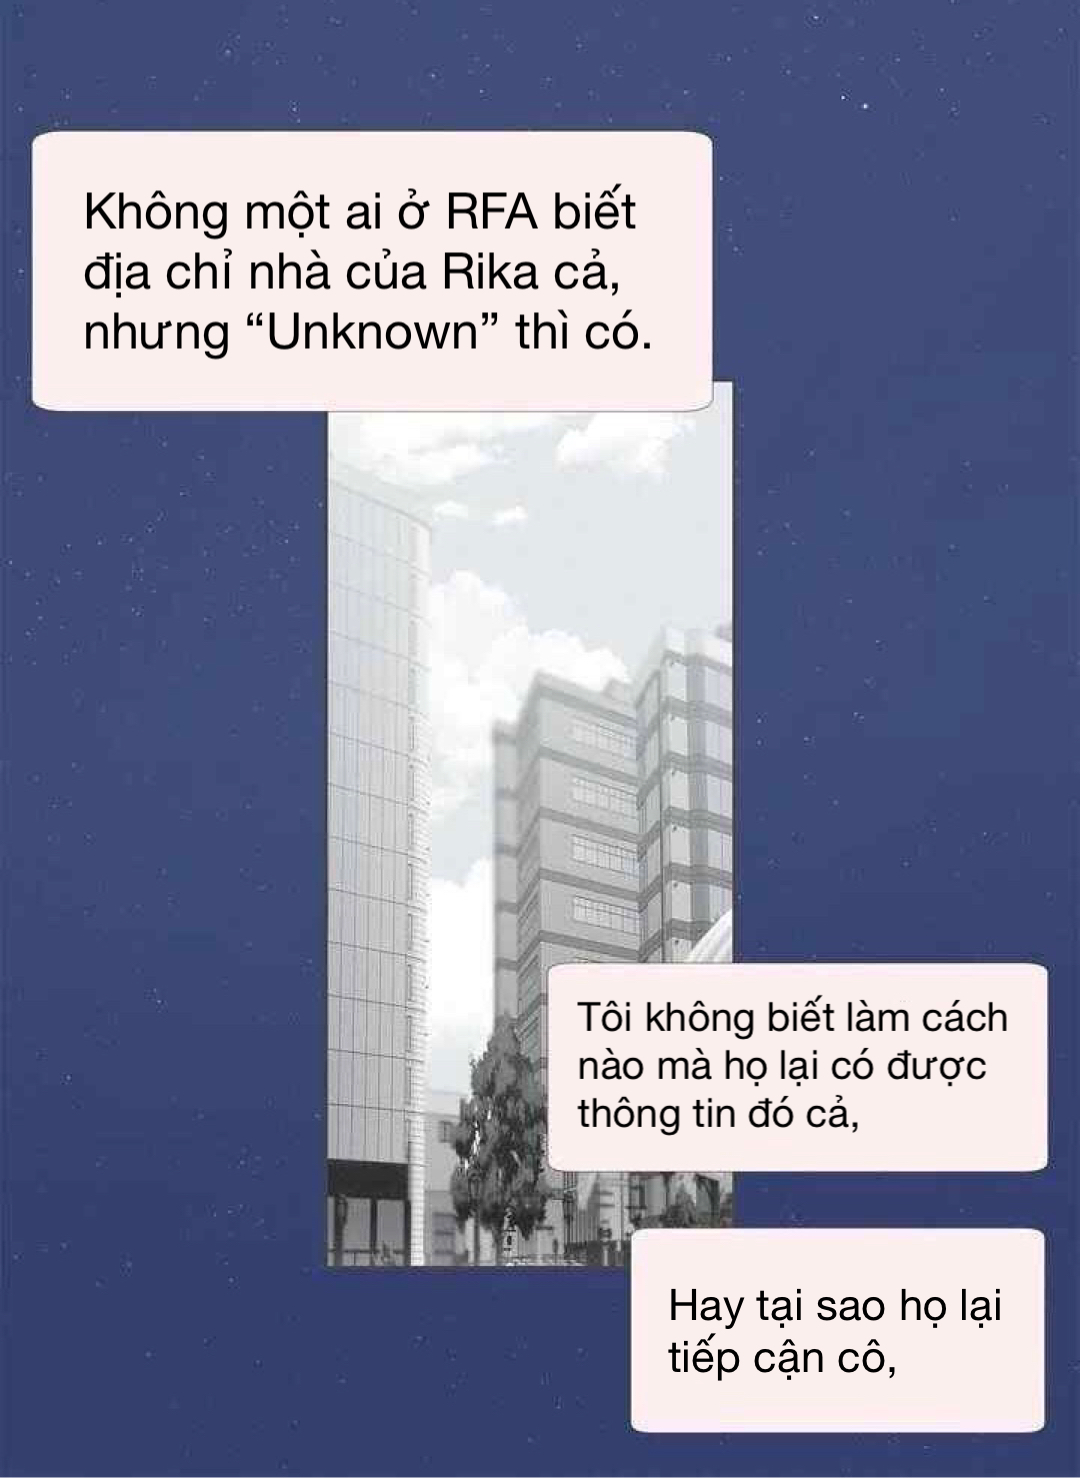 Không một ai ở RFA biết
địa chỉ nhà của Rika cả,
nhưng “Unknown” thì có.
Tôi không biết làm cách
nào mà họ lại có được
thông tin đó cả,
Hay tại sao họ lại
tiếp cận cô,